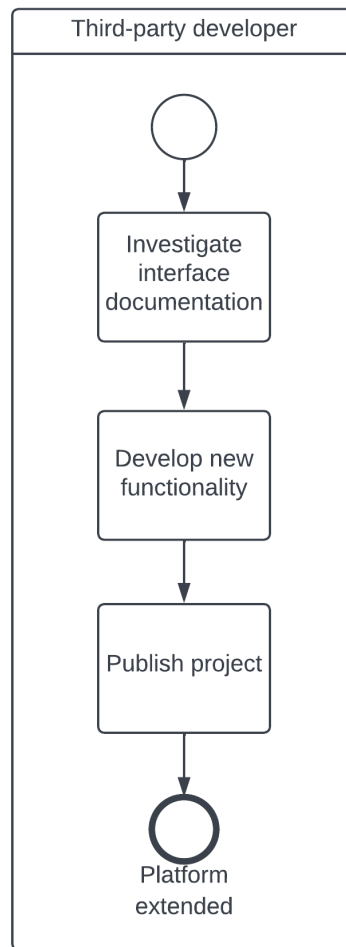 Third-party developer
Investigate
interface
documentation
Develop new
functionality
Publish project
Platform
extended